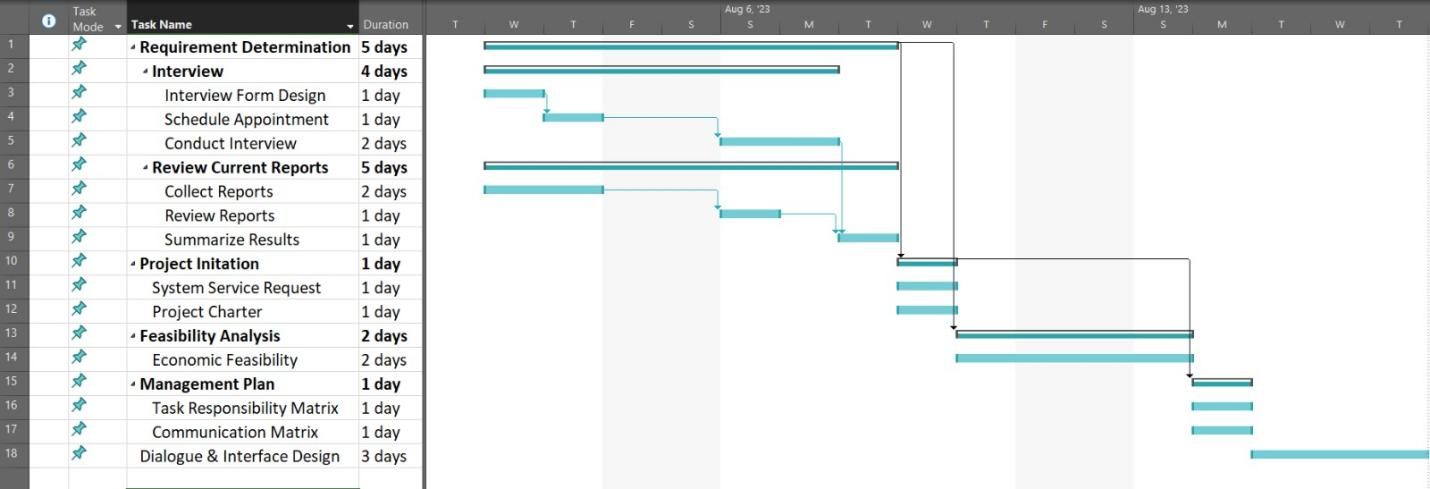 Task
Mode
Task Name
Duration
Aug 6, '23
Aug 13, '23
T W T F S S M T W T F S S M T W T
1 Requirement Determination 5 days
2 Interview 4 days
3 Interview Form Design 1 day
4 Schedule Appointment 1 day
5 Conduct Interview 2 days
6 Review Current Reports 5 days
7 Collect Reports 2 days
8 Review Reports 1 day
9 Summarize Results 1 day
10 Project Initation 1 day
11 System Service Request 1 day
12 Project Charter 1 day
13 Feasibility Analysis 2 days
14 Economic Feasibility 2 days
15 Management Plan 1 day
16 Task Responsibility Matrix 1 day
17 Communication Matrix 1 day
18 Dialogue & Interface Design 3 days